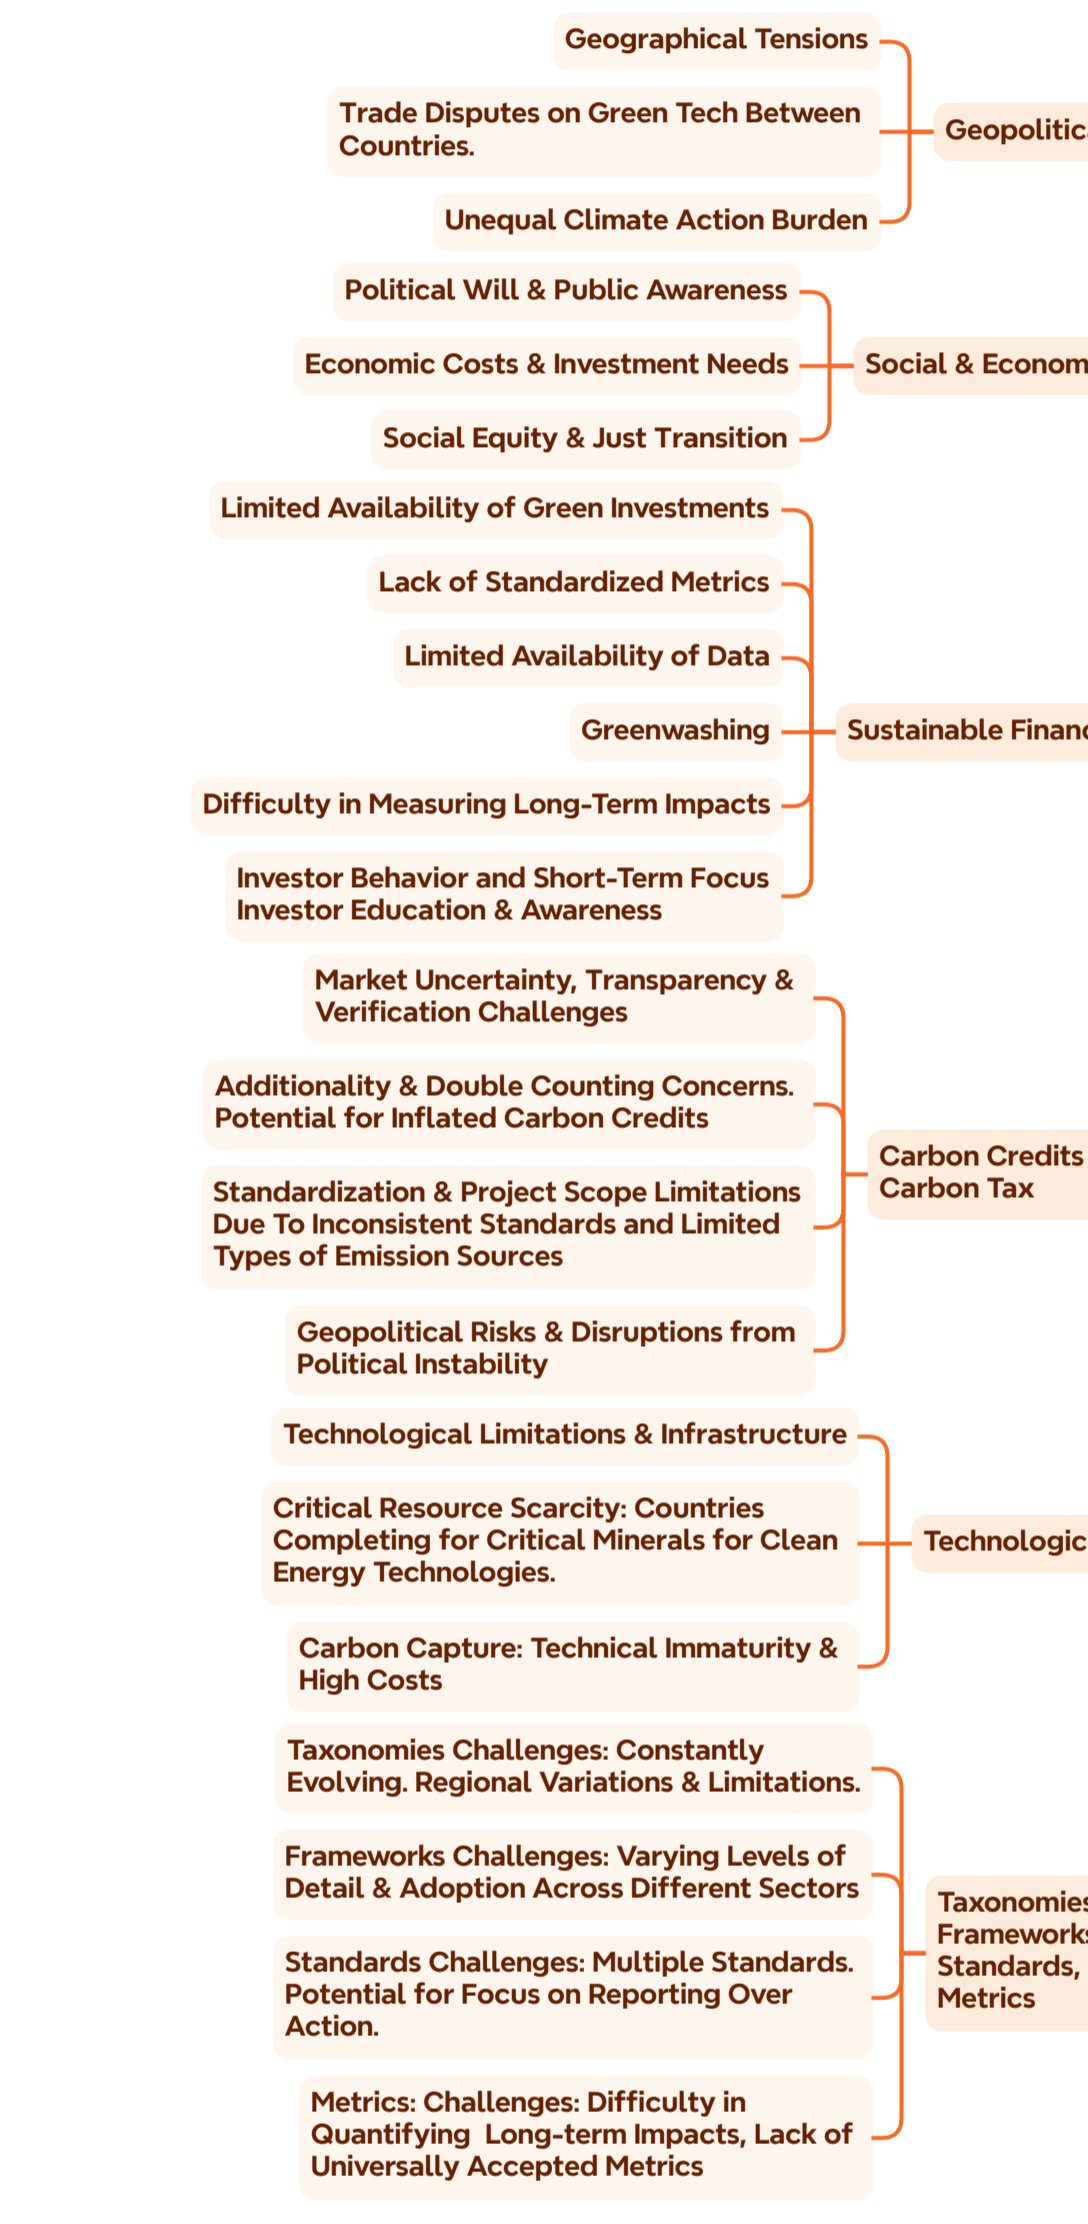 Geographical Tensions
Trade Disputes on Green Tech Between
Countries.
Unequal Climate Action Burden
Geopolitic
Political Will & Public Awareness
Economic Costs & Investment Needs
Social Equity & Just Transition
Social & Econom
Limited Availability of Green Investments
Lack of Standardized Metrics
Limited Availability of Data
Greenwashing
Difficulty in Measuring Long-Term Impacts
Investor Behavior and Short-Term Focus
Investor Education & Awareness
Sustainable Financ
Market Uncertainty, Transparency &
Verification Challenges
Additionality & Double Counting Concerns.
Potential for Inflated Carbon Credits
Standardization & Project Scope Limitations
Due To Inconsistent Standards and Limited
Types of Emission Sources
Geopolitical Risks & Disruptions from
Political Instability
Carbon Credits
Carbon Tax
Technological Limitations & Infrastructure
Critical Resource Scarcity: Countries
Completing for Critical Minerals for Clean
Energy Technologies.
Carbon Capture: Technical Immaturity &
High Costs
Technologic
Taxonomies Challenges: Constantly
Evolving. Regional Variations & Limitations.
Frameworks Challenges: Varying Levels of
Detail & Adoption Across Different Sectors
Standards Challenges: Multiple Standards.
Potential for Focus on Reporting Over
Action.
Metrics: Challenges: Difficulty in
Quantifying  Long-term Impacts, Lack of
Universally Accepted Metrics
Taxonomies
Frameworks
Standards,
Metrics